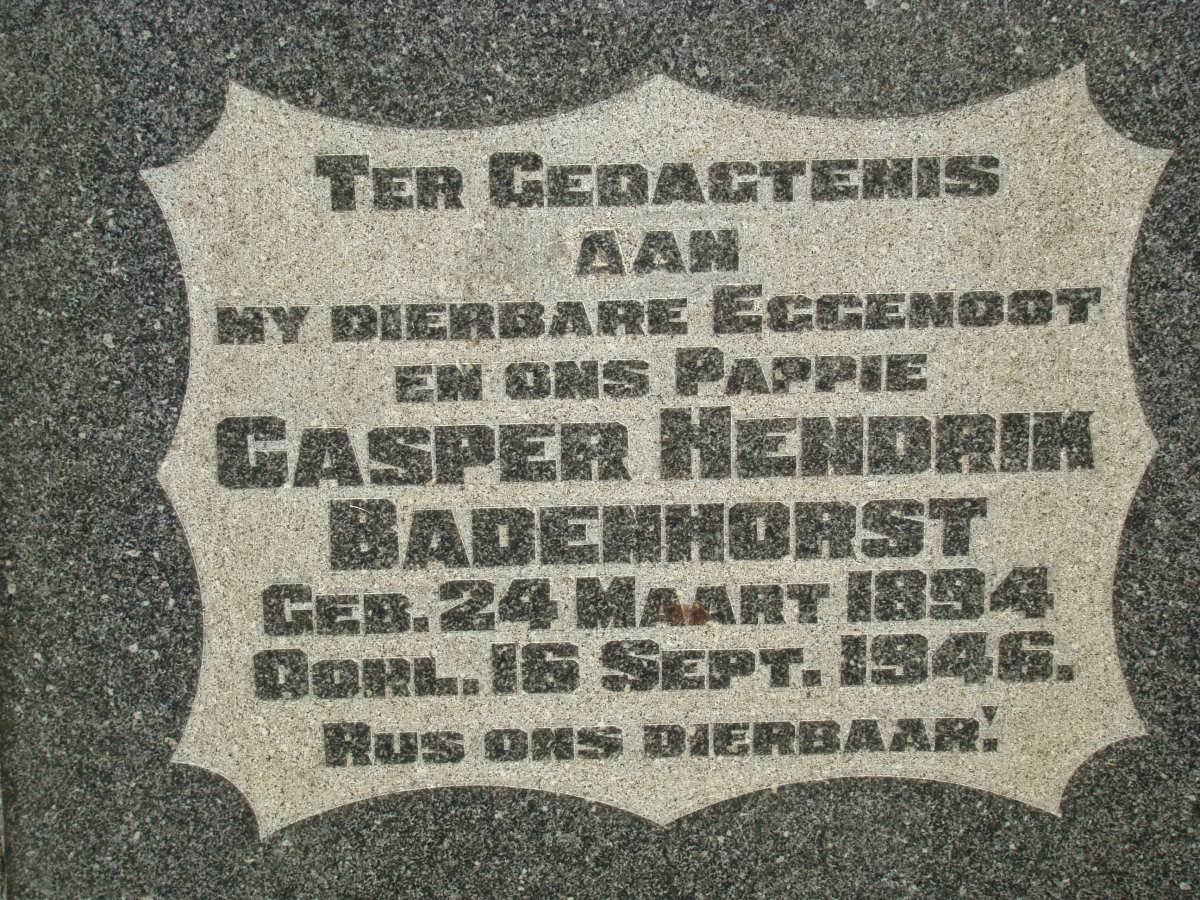 TER GEDAGTENIS
AAN
MY DIERBARE EGGENOOT
EN ONS PAPPIE
CASPER HENDRIK
BADENHORST
GEB. 24 MAART 1894
OORL. 16 SEPT. 1946.
RUS ONS DIERBAAR!